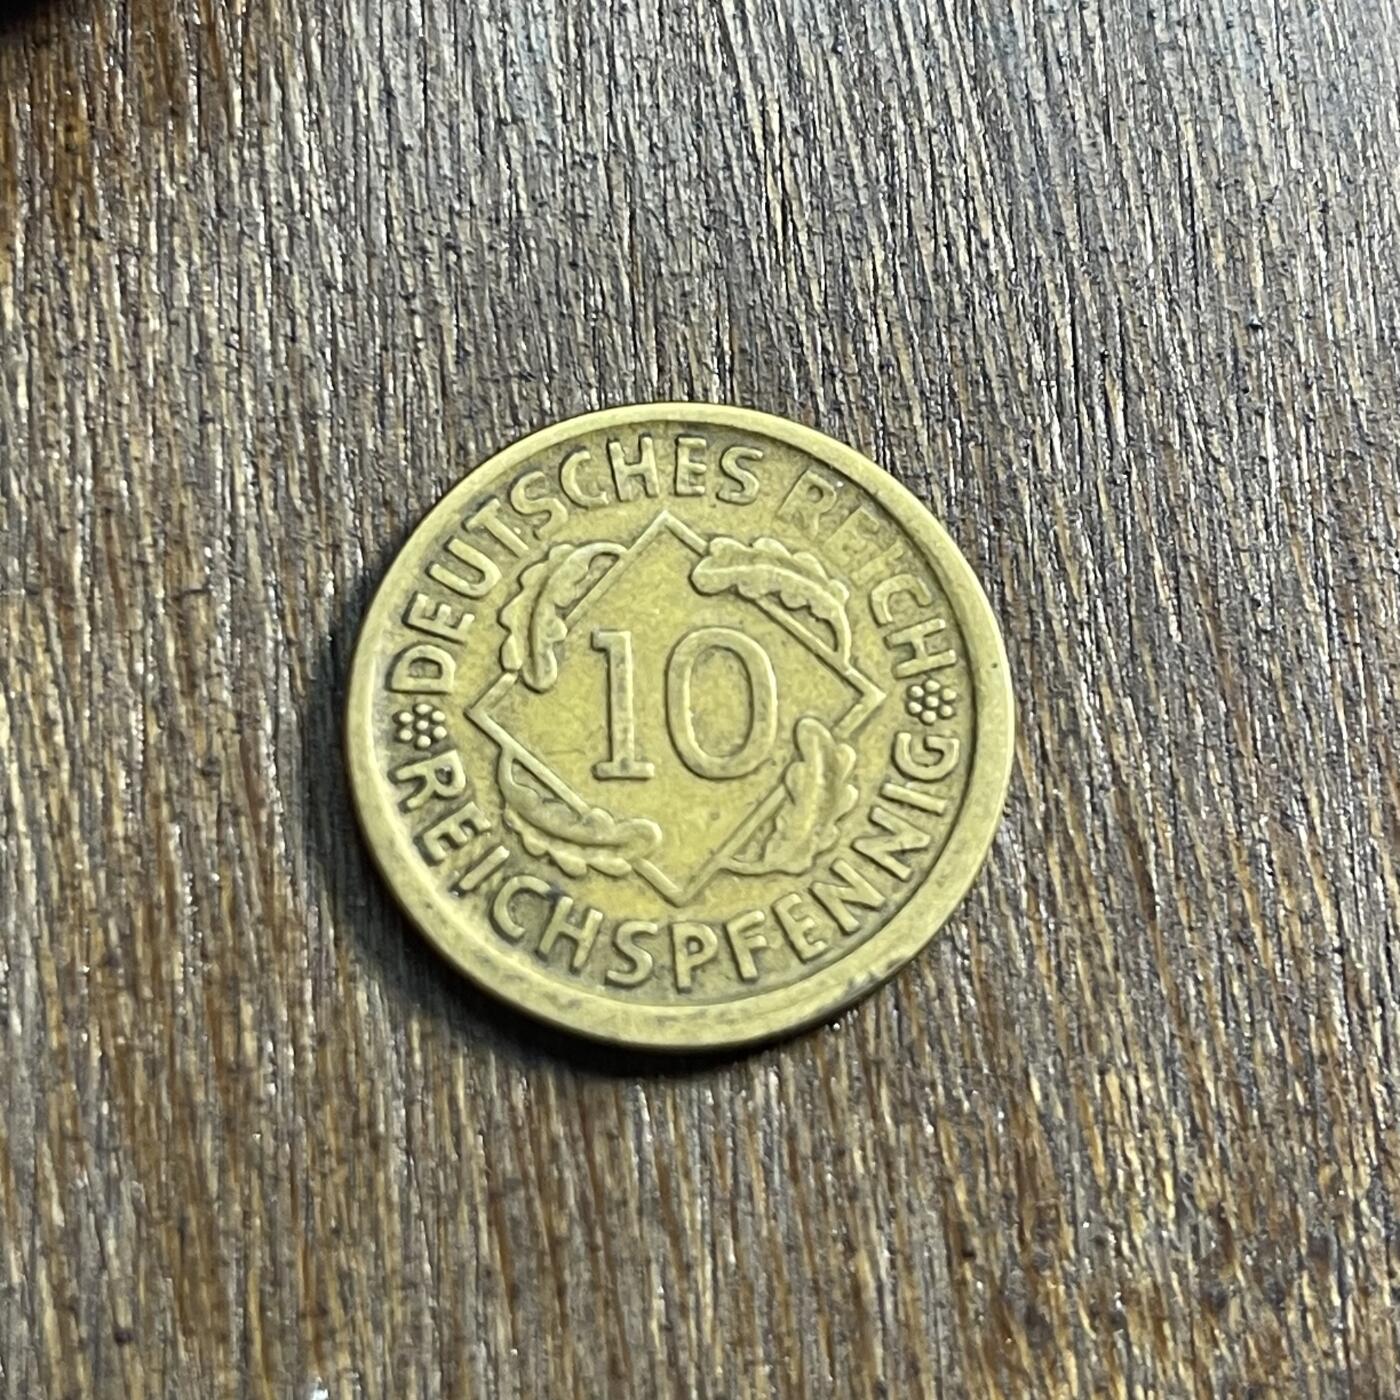 DEUTSCHES REICH
10
REICHSPFENNIG